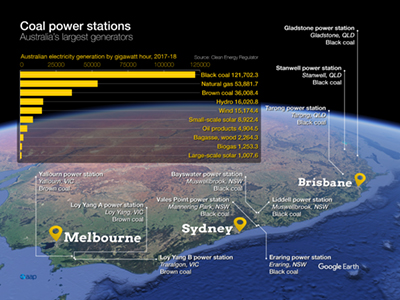 Coal power stations
Australia's largest generators
Australian electricity generation by gigawatt hour, 2017-18
Source: Clean Energy Regulator
0 25000 50000 75000 100000 125000
Black coal 121,702.3
Natural gas 53,881.7
Brown coal 36,008.4
Hydro 16,020.8
Wind 15,174.4
Small-scale solar 8,922.4
Oil products 4,904.5
Bagasse, wood 2,264.3
Biogas 1,253.3
Large-scale solar 1,007.6
Gladstone power station
Gladstone, QLD
Black coal
Stanwell power station
Stanwell, QLD
Black coal
Tarong power station
Tarong, QLD
Black coal
Brisbane
Yallourn power station
Yallourn, VIC
Brown coal
Loy Yang A power station
Loy Yang, VIC
Brown coal
Melbourne
Bayswater power station
Muswelbrook, NSW
Black coal
Vales Point power station
Mannering Park, NSW
Black coal
Liddell power station
Muswelbrook, NSW
Black coal
Sydney
Loy Yang B power station
Traralgon, VIC
Brown coal
Eraring power station
Eraring, NSW
Black coal
Google Earth
aap